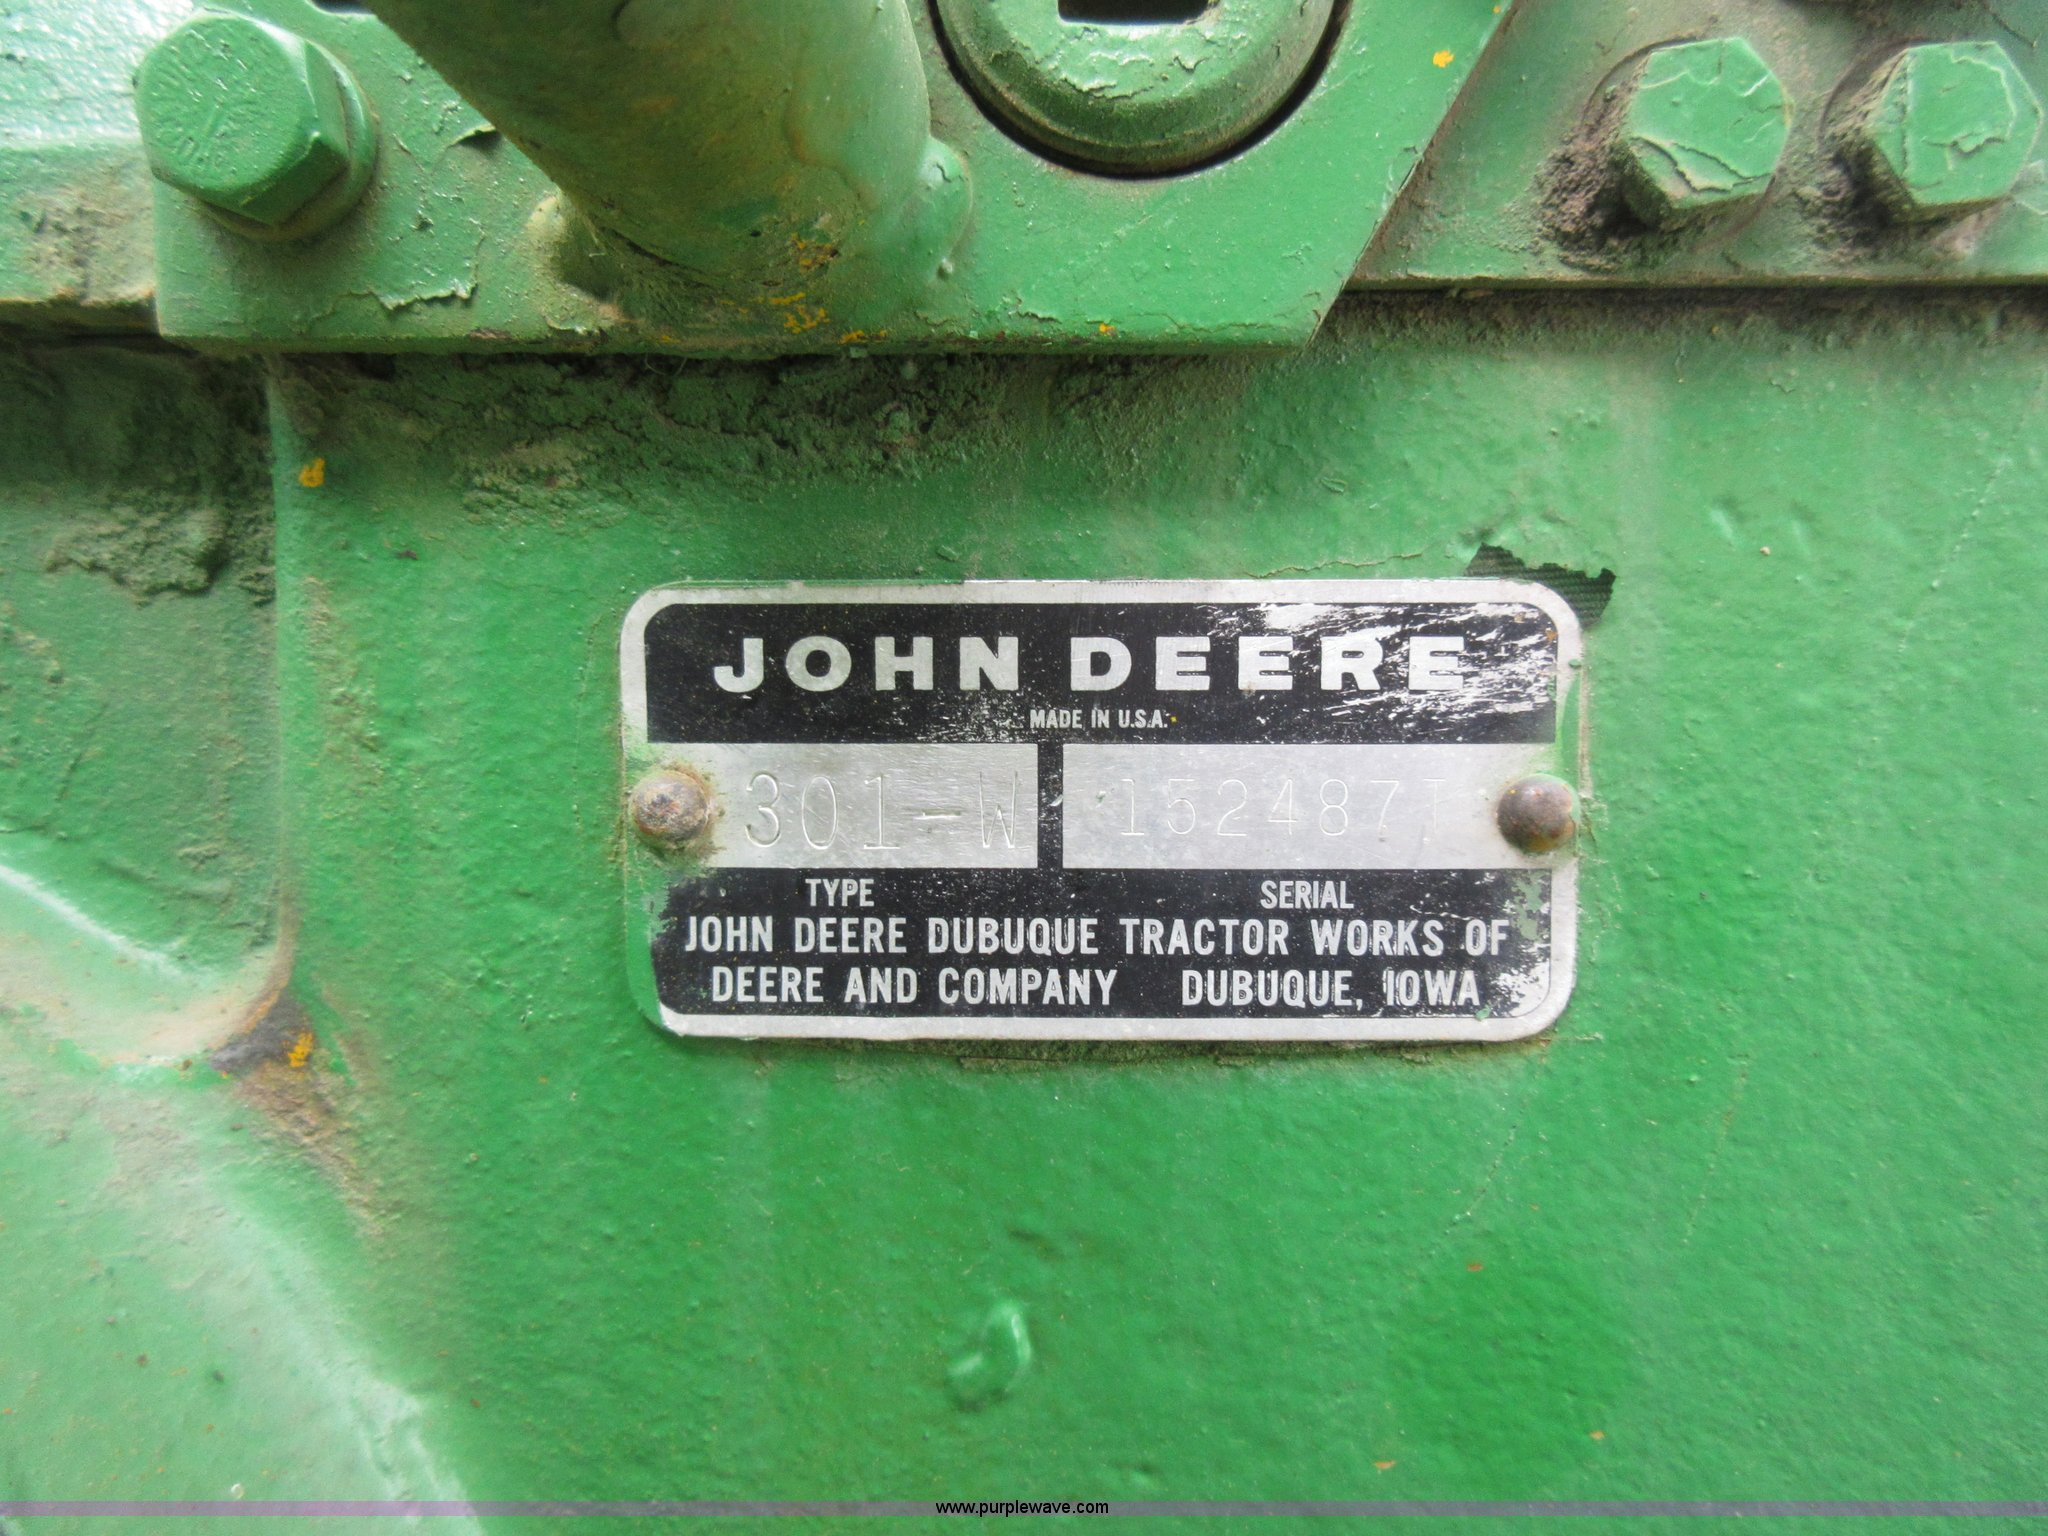 JOHN DEERE
MADE IN U.S.A.
301-W 152487T
TYPE SERIAL
JOHN DEERE DUBUQUE TRACTOR WORKS OF
DEERE AND COMPANY DUBUQUE, IOWA
www.purplewave.com